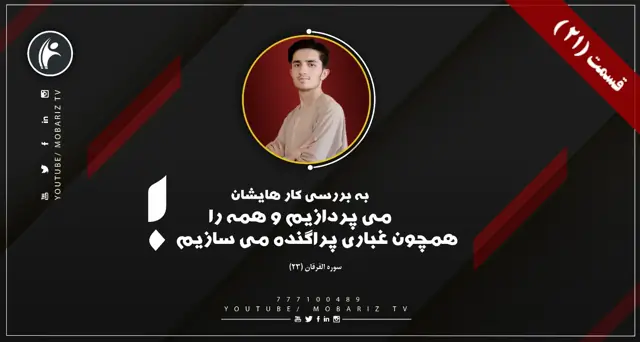 قسمت (۲۱)
YOUTUBE/ MOBARIZ TV
به بررسی کار هایشان
می پردازیم و همه را
همچون غباری پراگنده می سازیم
سوره الفرقان (۲۳)
777100489
YOUTUBE/ MOBARIZ TV